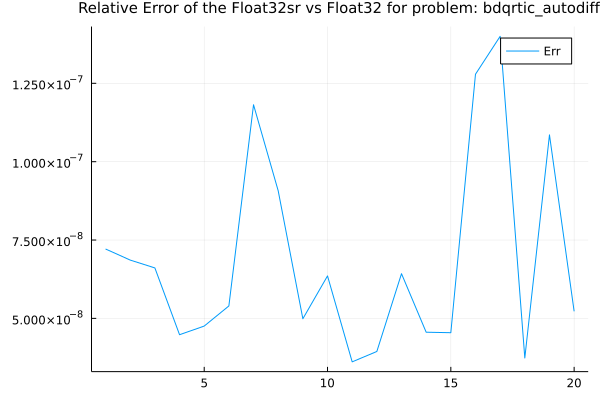 Relative Error of the Float32sr vs Float32 for problem: bdqrtic_autodiff
Err
1.250×10⁻⁷
1.000×10⁻⁷
7.500×10⁻⁸
5.000×10⁻⁸
5 10 15 20